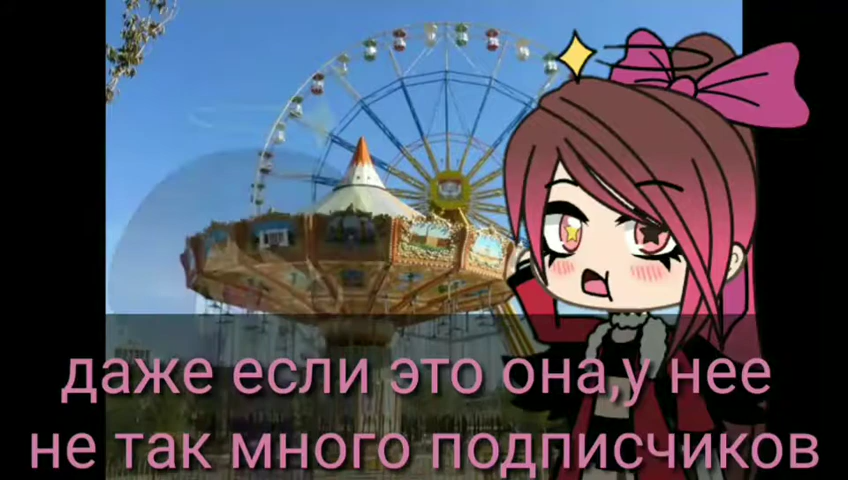 даже если это она,у нее
не так много подписчиков